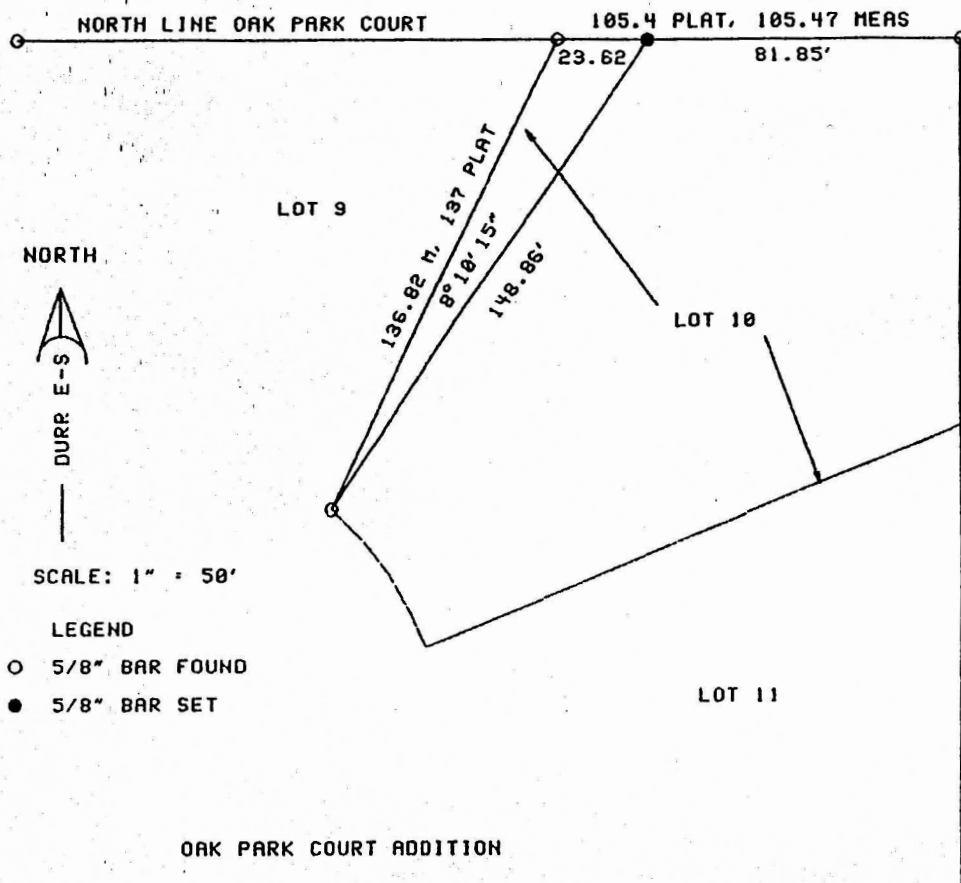 NORTH LINE OAK PARK COURT
105.4 PLAT, 105.47 MEAS
23.62
81.85'
136.82 M, 137 PLAT
8°10'15"
148.86'
LOT 9
NORTH
LOT 10
DURR E-S
SCALE: 1" = 50'
LEGEND
5/8" BAR FOUND
5/8" BAR SET
LOT 11
OAK PARK COURT ADDITION